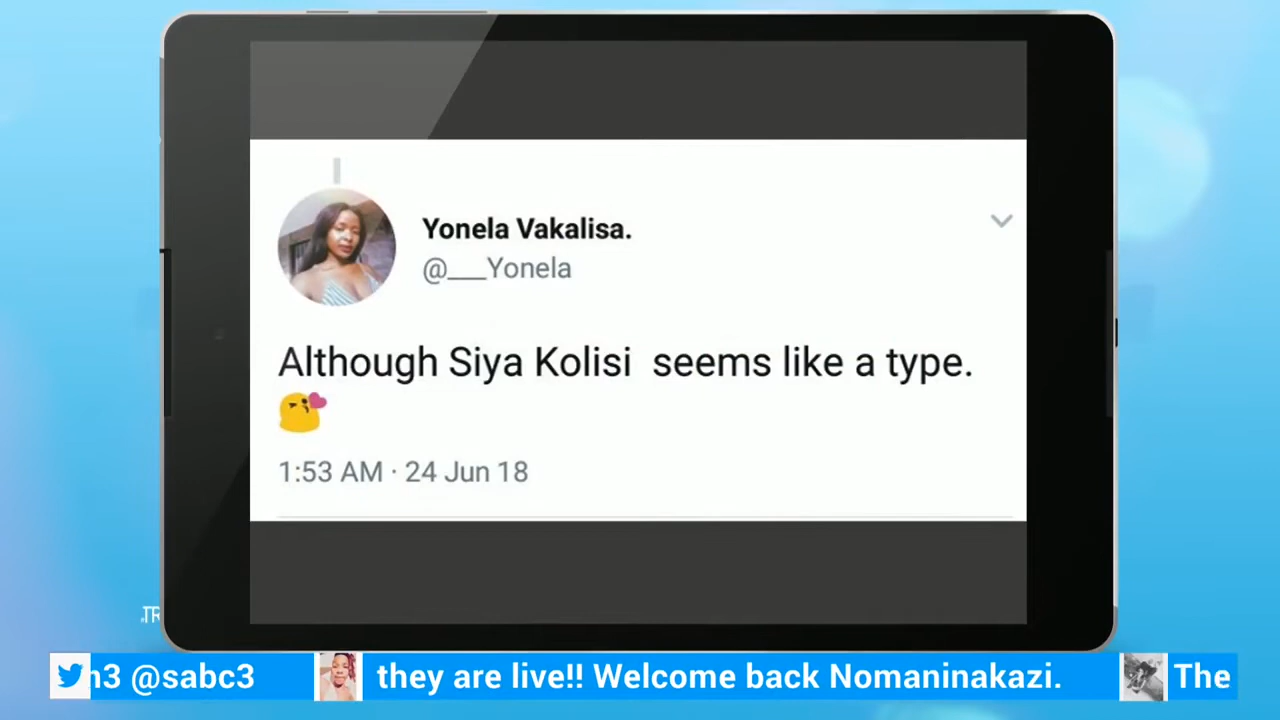 Yonela Vakalisa.
@___Yonela
Although Siya Kolisi seems like a type.
😘
1:53 AM · 24 Jun 18
@sabc3
they are live!! Welcome back Nomaninakazi.
The